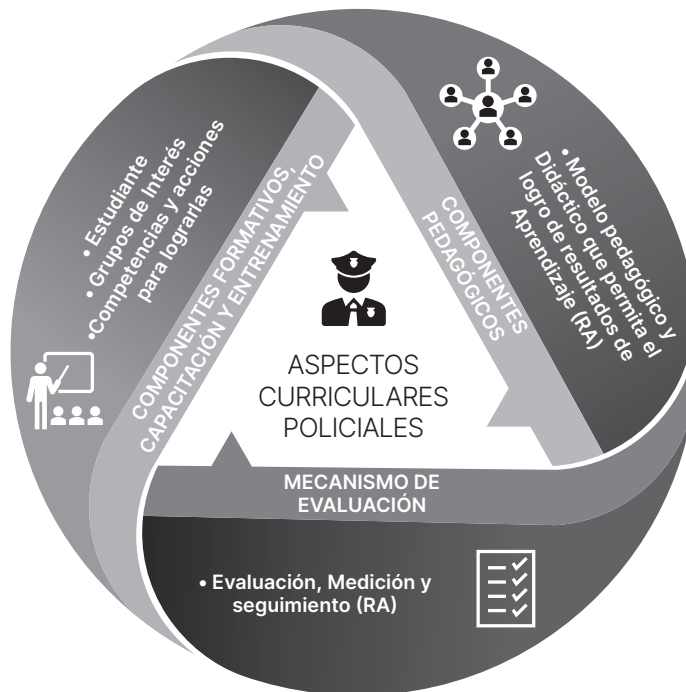 • Estudiante
• Grupos de Interés
•Competencias y acciones
para lograrlas
COMPONENTES FORMATIVOS,
CAPACITACIÓN Y ENTRENAMIENTO
COMPONENTES
PEDAGÓGICOS
• Modelo pedagógico y
Didáctico que permita el
logro de resultados de
Aprendizaje (RA)
ASPECTOS
CURRICULARES
POLICIALES
MECANISMO DE
EVALUACIÓN
• Evaluación, Medición y
seguimiento (RA)